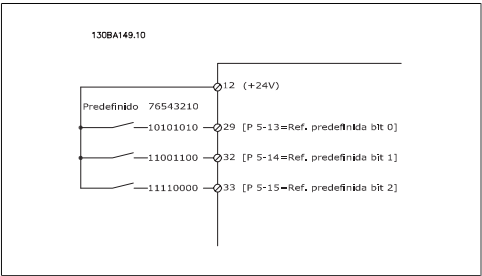 130BA149.10
12 (+24V)
Predefinido 76543210
10101010 29 [P 5-13=Ref. predefinida bit 0]
11001100 32 [P 5-14=Ref. predefinida bit 1]
11110000 33 [P 5-15=Ref. predefinida bit 2]